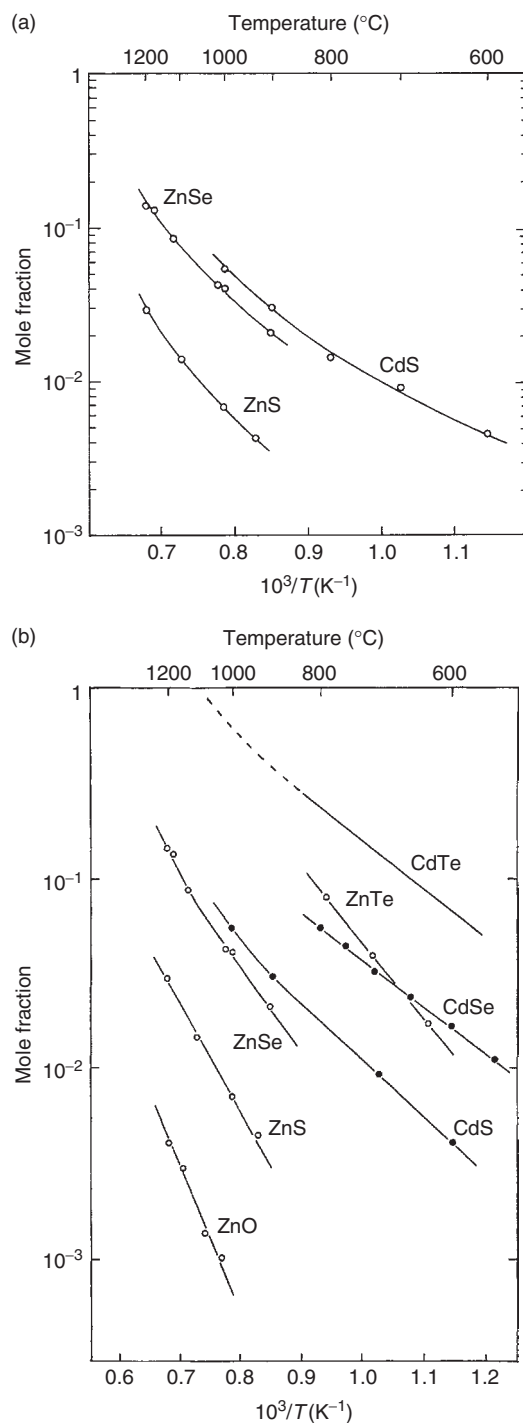 (a)
Temperature (°C)
1200 1000 800 600
1
10⁻¹
10⁻²
10⁻³
Mole fraction
ZnSe
CdS
ZnS
0.7 0.8 0.9 1.0 1.1
10³/T(K⁻¹)
(b)
Temperature (°C)
1200 1000 800 600
1
10⁻¹
10⁻²
10⁻³
Mole fraction
CdTe
ZnTe
CdSe
ZnSe
CdS
ZnS
ZnO
0.6 0.7 0.8 0.9 1.0 1.1 1.2
10³/T(K⁻¹)